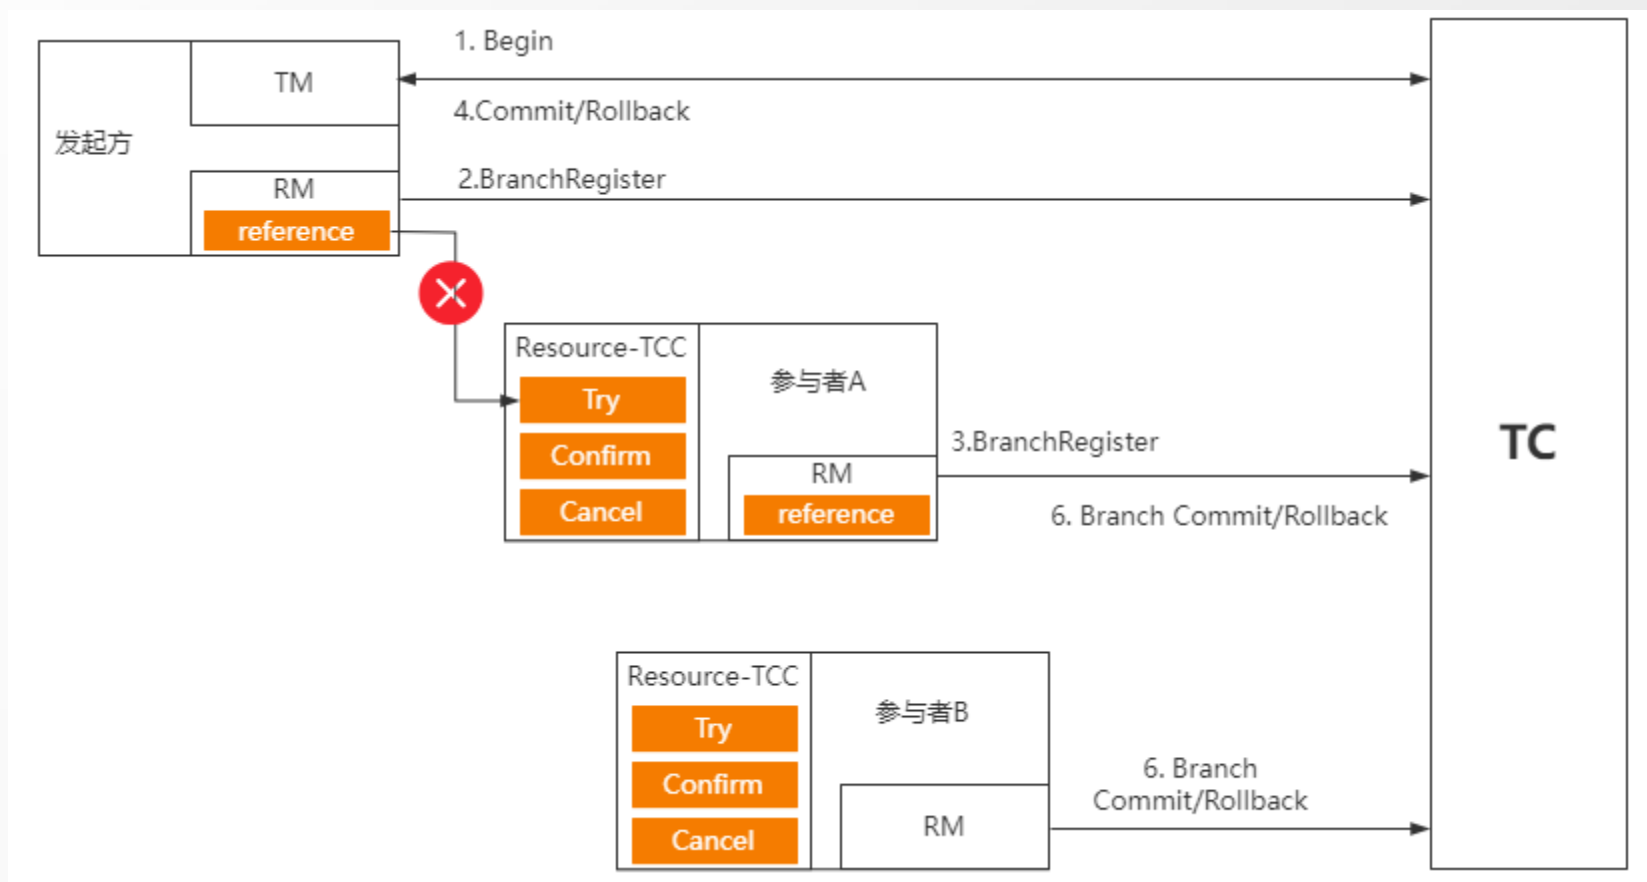 1. Begin
TM
4.Commit/Rollback
发起方
2.BranchRegister
RM
reference
Resource-TCC
参与者A
Try
Confirm
Cancel
RM
reference
3.BranchRegister
6. Branch Commit/Rollback
TC
Resource-TCC
参与者B
Try
Confirm
Cancel
RM
6. Branch
Commit/Rollback